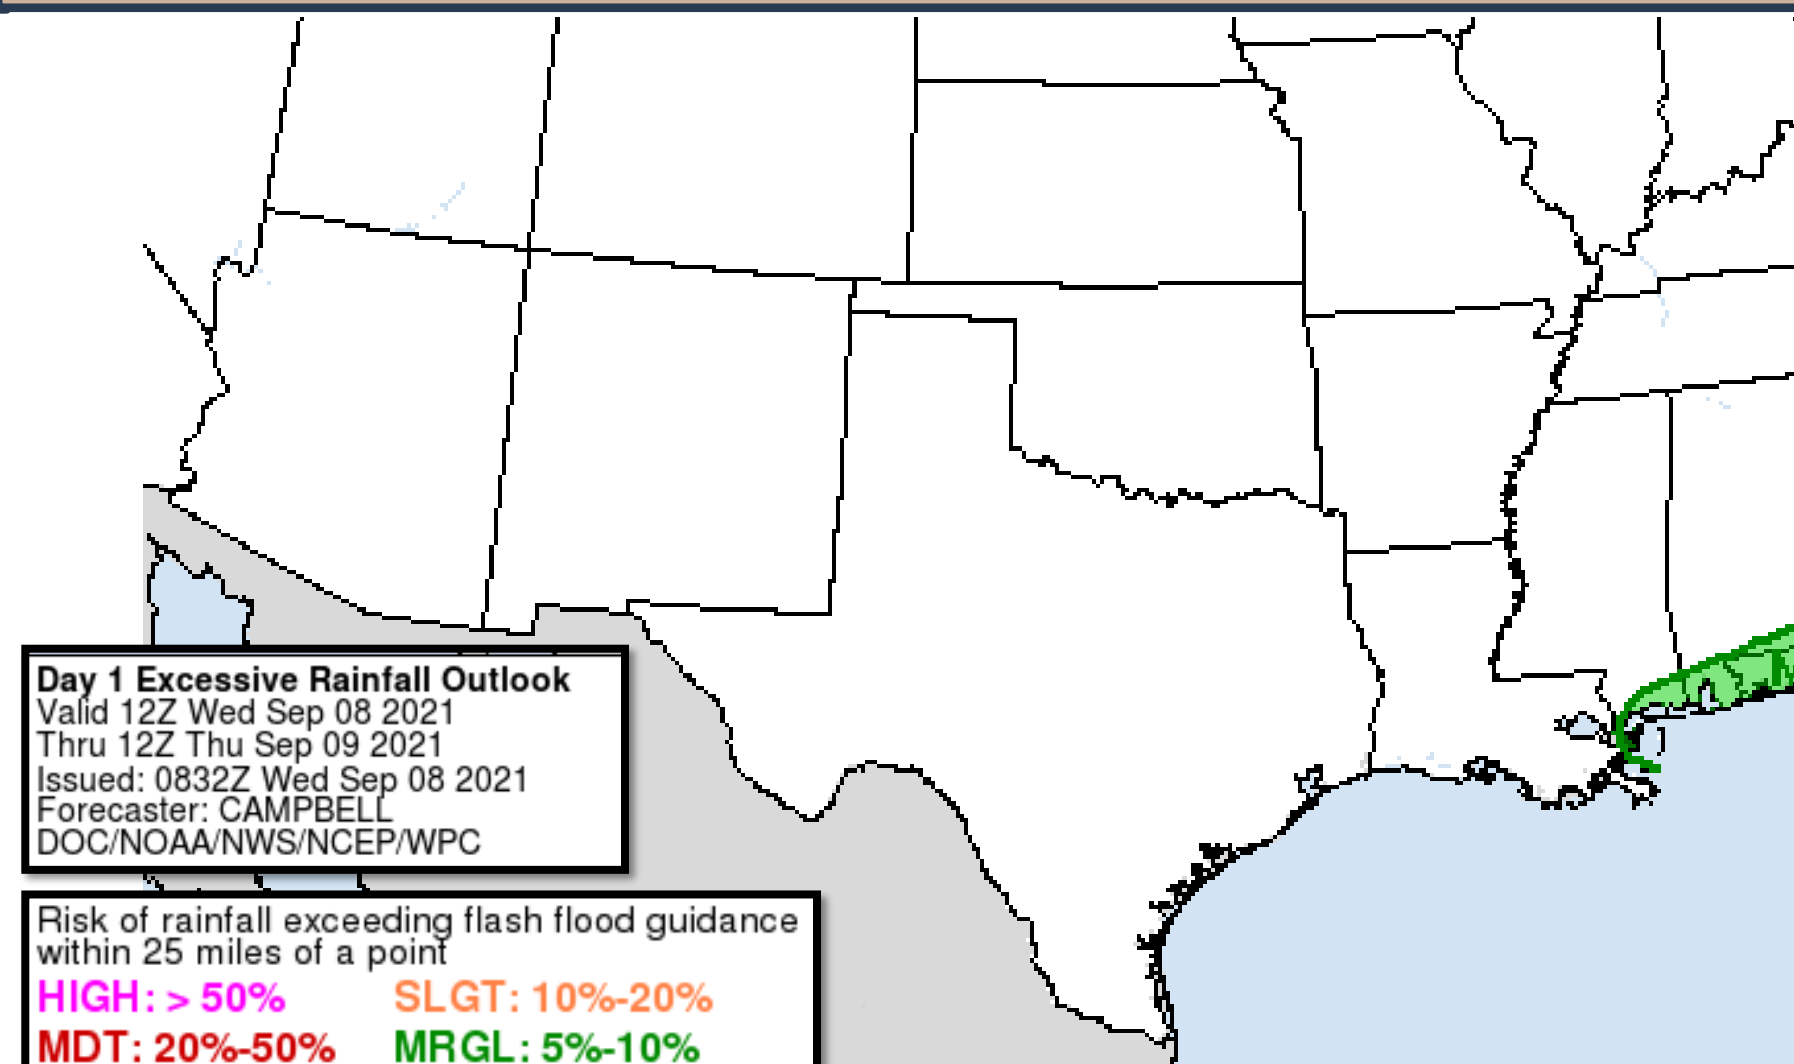 Day 1 Excessive Rainfall Outlook
Valid 12Z Wed Sep 08 2021
Thru 12Z Thu Sep 09 2021
Issued: 0832Z Wed Sep 08 2021
Forecaster: CAMPBELL
DOC/NOAA/NWS/NCEP/WPC
Risk of rainfall exceeding flash flood guidance
within 25 miles of a point
HIGH: > 50% SLGT: 10%-20%
MDT: 20%-50% MRGL: 5%-10%